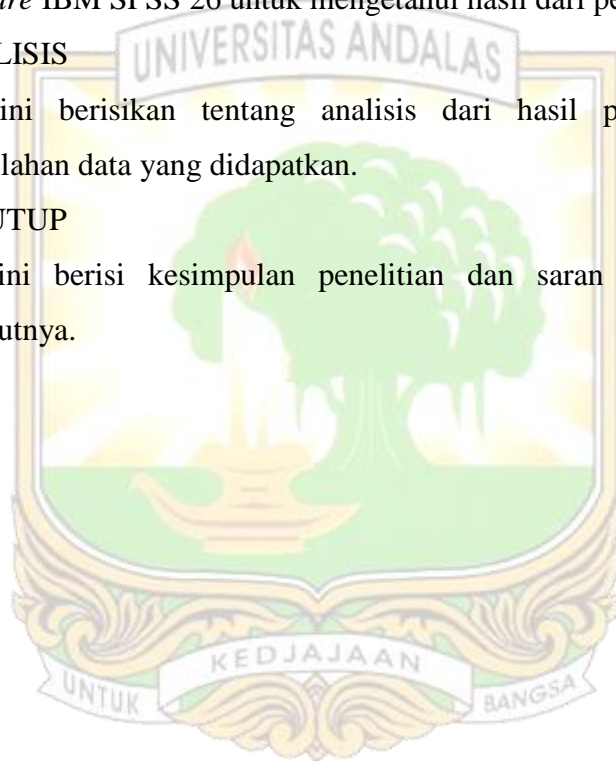 IBM SPSS 26 untuk mengetahui hasil dari
UNIVERSITAS ANDALAS
LISIS
ini berisikan tentang analisis dari hasil p
lahan data yang didapatkan.
UTUP
ini berisi kesimpulan penelitian dan saran
utnya.
UNTUK KEDJAJAAN BANGSA